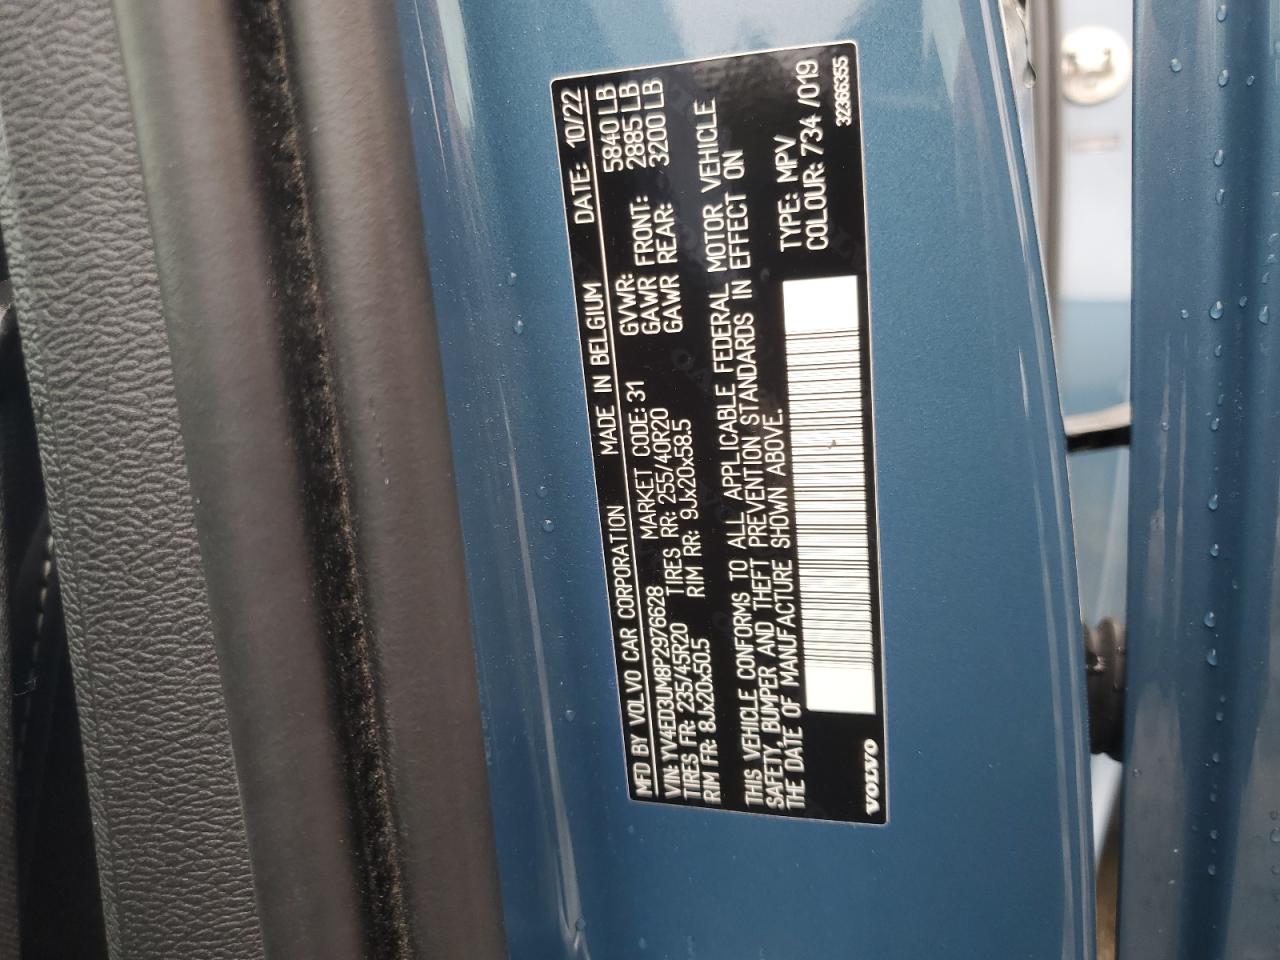 MFD BY VOLVO CAR CORPORATION MADE IN BELGIUM DATE: 10/22
VIN: YV4ED3UM8P2976628 MARKET CODE: 31 GVWR: 5840 LB
TIRES FR: 235/45R20 TIRES RR: 255/40R20 GAWR FRONT: 2885 LB
RIM FR: 8Jx20x50.5 RIM RR: 9Jx20x58.5 GAWR REAR: 3200 LB
THIS VEHICLE CONFORMS TO ALL APPLICABLE FEDERAL MOTOR VEHICLE
SAFETY, BUMPER AND THEFT PREVENTION STANDARDS IN EFFECT ON
THE DATE OF MANUFACTURE SHOWN ABOVE.
TYPE: MPV
COLOUR: 734 /019
VOLVO 32366355